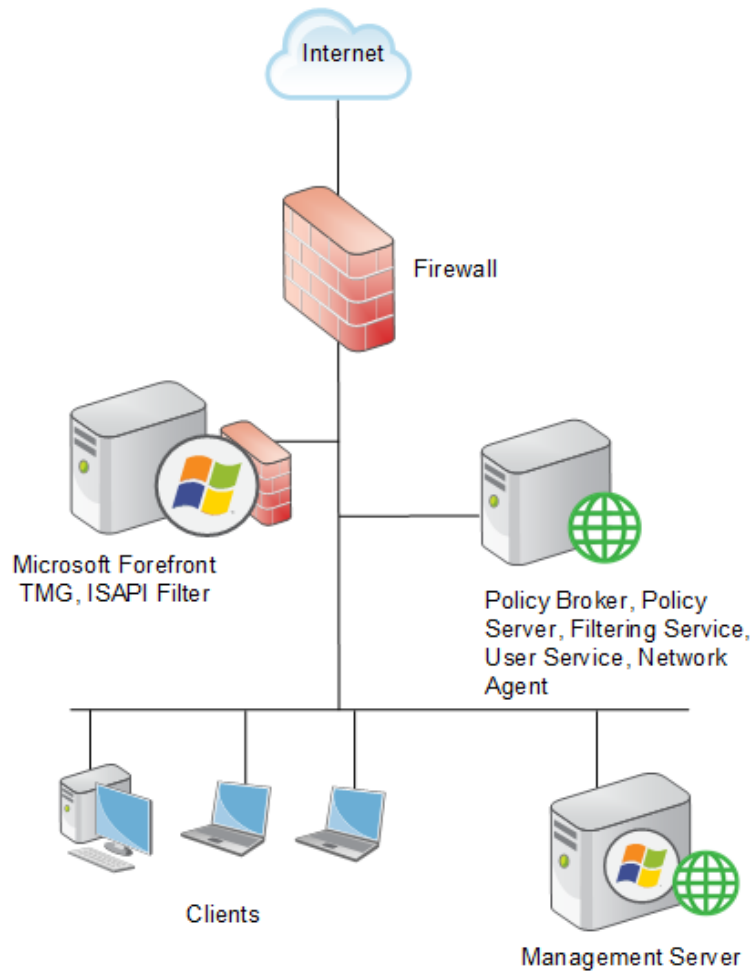 Internet
Firewall
Microsoft Forefront
TMG, ISAPI Filter
Policy Broker, Policy
Server, Filtering Service,
User Service, Network
Agent
Clients
Management Server